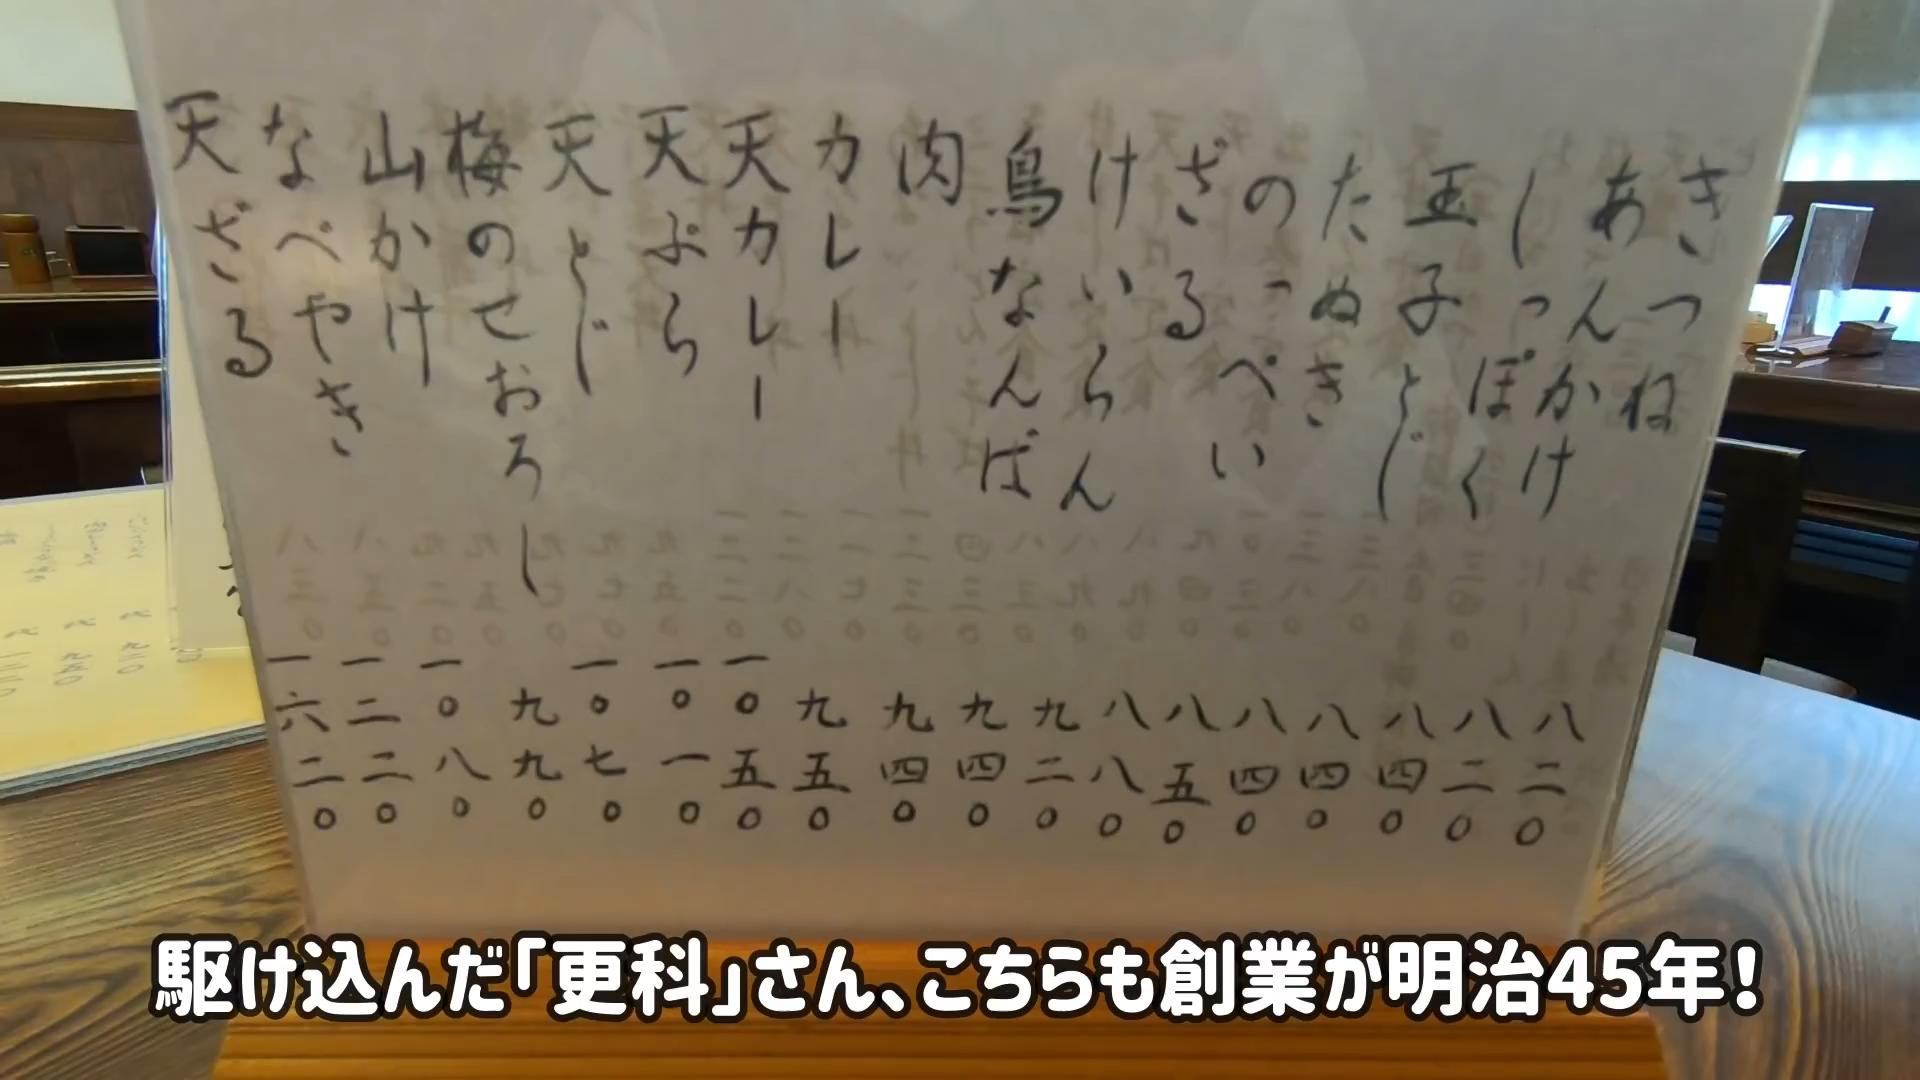 きつね 八二〇
あんかけ 八二〇
しっぽく 八四〇
玉子とじ 八四〇
たぬき 八四〇
のっぺい 八五〇
ざる 八八〇
けいらん 九二〇
鳥なんば 九四〇
肉 九四〇
カレー 九五〇
天カレー 一〇五〇
天ぷら 一〇一〇
天とじ 一〇七〇
梅のせおろし 九九〇
山かけ 一〇八〇
なべやき 一二二〇
天ざる 一六二〇
駆け込んだ「更科」さん、こちらも創業が明治45年!